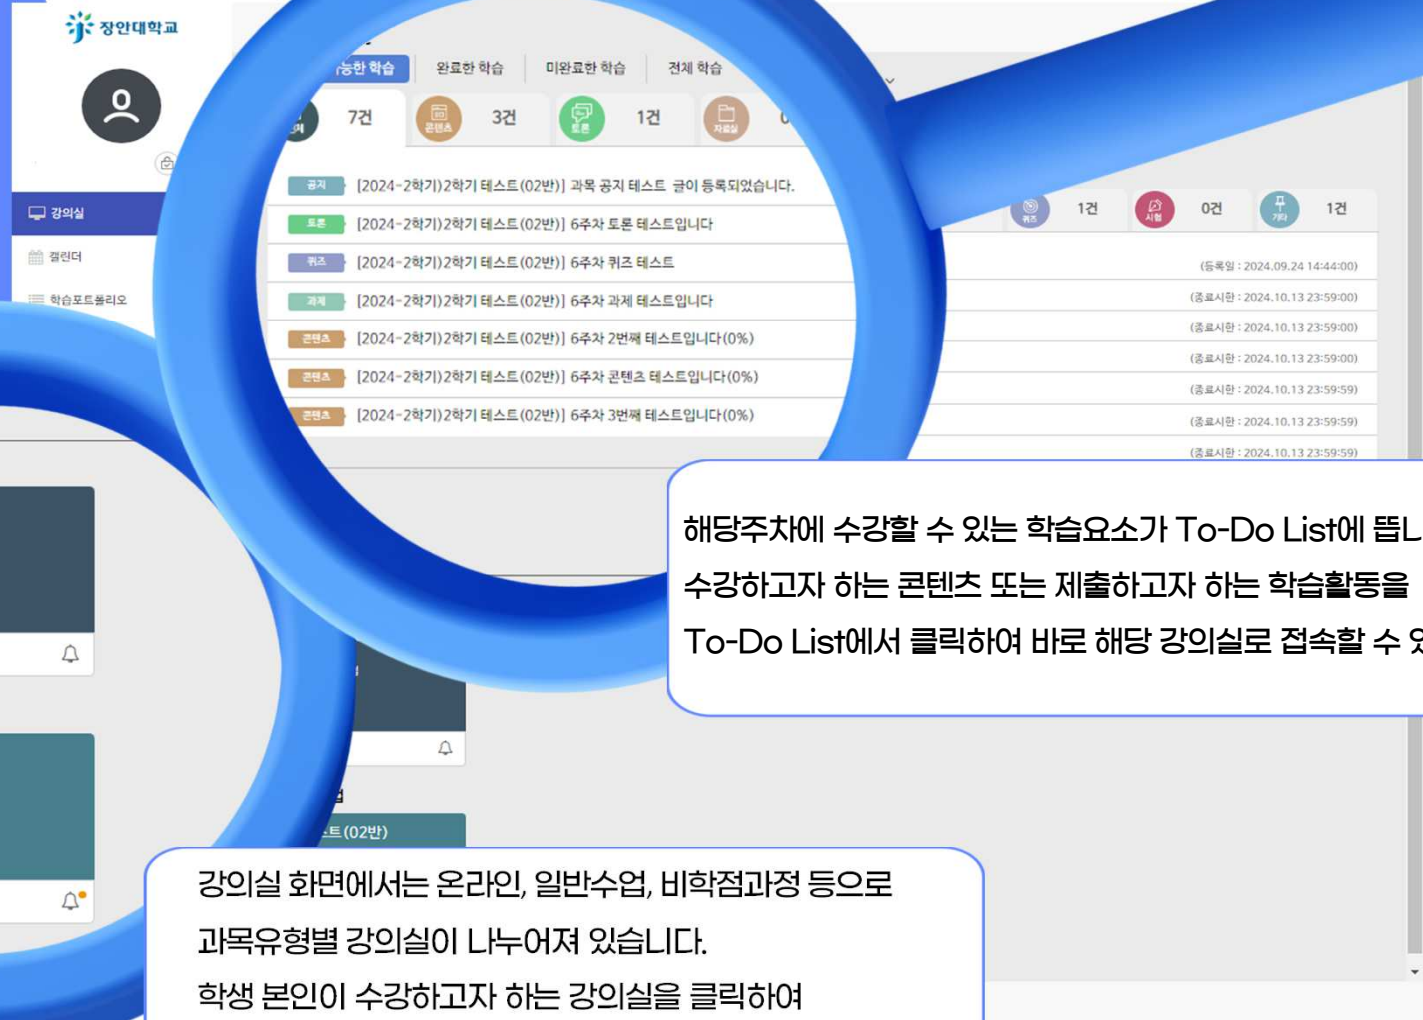 장안대학교
능한 학습
완료한 학습
미완료한 학습
전체 학습
7건
콘텐츠
3건
토론
1건
자료실
강의실
캘린더
학습포트폴리오
공지 [2024-2학기)2학기 테스트(02반)] 과목 공지 테스트 글이 등록되었습니다.
토론 [2024-2학기)2학기 테스트(02반)] 6주차 토론 테스트입니다
퀴즈 [2024-2학기)2학기 테스트(02반)] 6주차 퀴즈 테스트
과제 [2024-2학기)2학기 테스트(02반)] 6주차 과제 테스트입니다
콘텐츠 [2024-2학기)2학기 테스트(02반)] 6주차 2번째 테스트입니다(0%)
콘텐츠 [2024-2학기)2학기 테스트(02반)] 6주차 콘텐츠 테스트입니다(0%)
콘텐츠 [2024-2학기)2학기 테스트(02반)] 6주차 3번째 테스트입니다(0%)
퀴즈 1건 시험 0건 기타 1건
(등록일 : 2024.09.24 14:44:00)
(종료시한 : 2024.10.13 23:59:00)
(종료시한 : 2024.10.13 23:59:00)
(종료시한 : 2024.10.13 23:59:00)
(종료시한 : 2024.10.13 23:59:59)
(종료시한 : 2024.10.13 23:59:59)
(종료시한 : 2024.10.13 23:59:59)
해당주차에 수강할 수 있는 학습요소가 To-Do List에 뜹
수강하고자 하는 콘텐츠 또는 제출하고자 하는 학습활동을
To-Do List에서 클릭하여 바로 해당 강의실로 접속할 수
스트(02반)
강의실 화면에서는 온라인, 일반수업, 비학점과정 등으로
과목유형별 강의실이 나누어져 있습니다.
학생 본인이 수강하고자 하는 강의실을 클릭하여